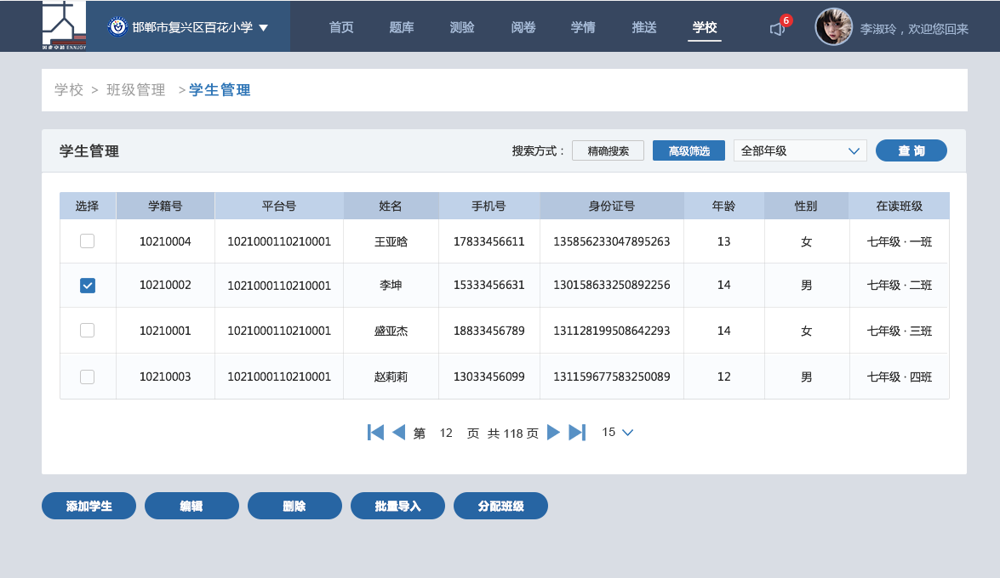 邯郸市复兴区百花小学 首页 题库 测验 阅卷 学情 推送 学校 6 李淑玲，欢迎您回来
学校 > 班级管理 >学生管理
学生管理 搜索方式： 精确搜索 高级筛选 全部年级 查 询
选择 学籍号 平台号 姓名 手机号 身份证号 年龄 性别 在读班级
10210004 1021000110210001 王亚晗 17833456611 135856233047895263 13 女 七年级 · 一班
10210002 1021000110210001 李坤 15333456631 130158633250892256 14 男 七年级 · 二班
10210001 1021000110210001 盛亚杰 18833456789 131128199508642293 14 女 七年级 · 三班
10210003 1021000110210001 赵莉莉 13033456099 131159677583250089 12 男 七年级 · 四班
第 12 页 共 118 页 15
添加学生 编辑 删除 批量导入 分配班级